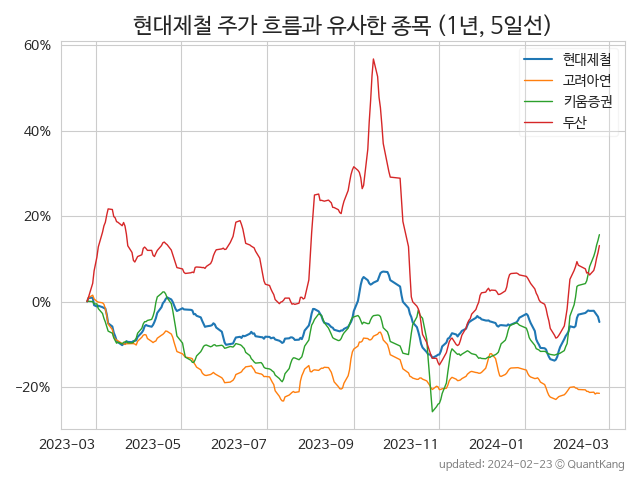 현대제철 주가 흐름과 유사한 종목 (1년, 5일선)
현대제철
고려아연
키움증권
두산
60%
40%
20%
0%
−20%
2023-03 2023-05 2023-07 2023-09 2023-11 2024-01 2024-03
updated: 2024-02-23 © QuantKang